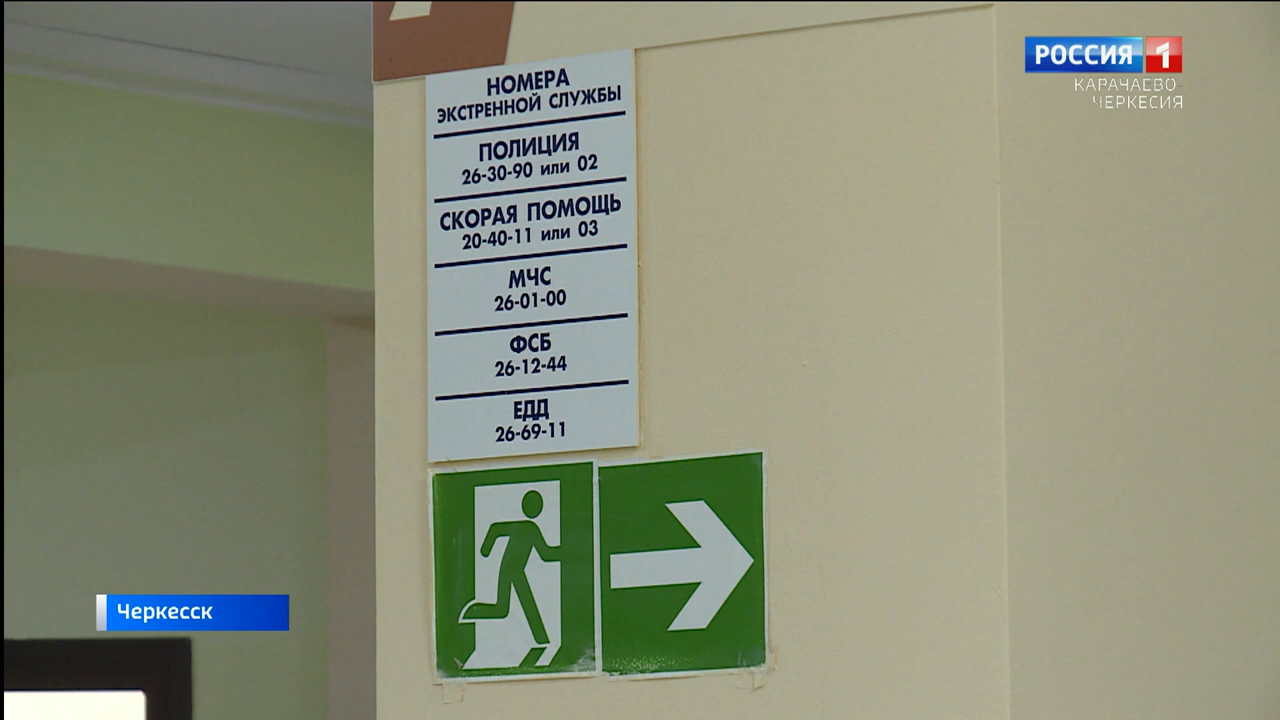 НОМЕРА
ЭКСТРЕННОЙ СЛУЖБЫ
ПОЛИЦИЯ
26-30-90 или 02
СКОРАЯ ПОМОЩЬ
20-40-11 или 03
МЧС
26-01-00
ФСБ
26-12-44
ЕДД
26-69-11
РОССИЯ 1
КАРАЧАЕВО-
ЧЕРКЕСИЯ
Черкесск